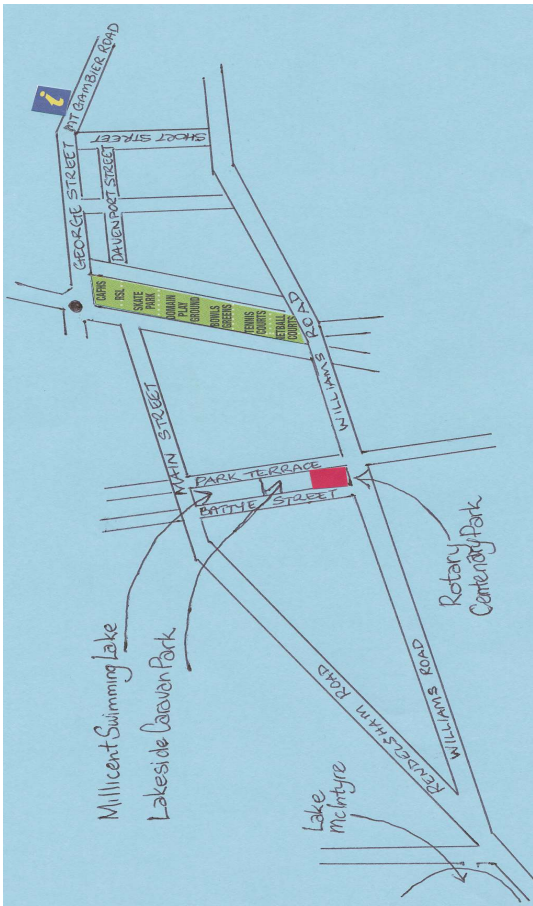 i
MT GAMBIER ROAD
GEORGE STREET
SHORT STREET
DAVENPORT STREET
CAFHS
RSL
SKATE
PARK
DOMAIN
PLAY
GROUND
BOWLS
GREENS
TENNIS
COURTS
NETBALL
COURTS
WILLIAMS ROAD
MAIN STREET
PARK TERRACE
BATTYE STREET
Millicent Swimming Lake
Lakeside Caravan Park
Rotary
Centenary Park
RENDELSHAM ROAD
WILLIAMS ROAD
Lake
McIntyre